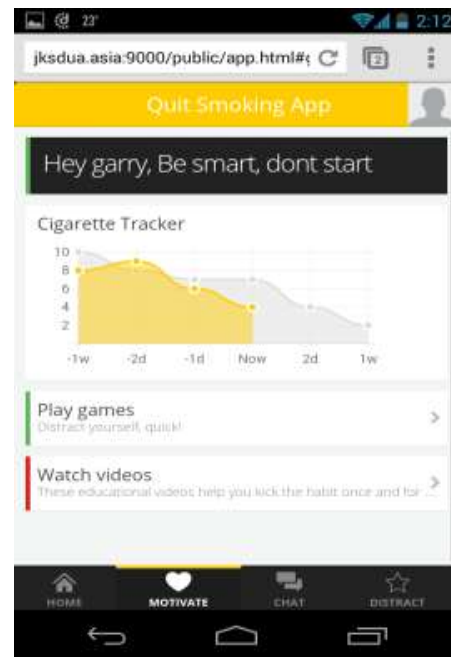 23°
2:12
jksdua.asia:9000/public/app.html#
2
Quit Smoking App
Hey garry, Be smart, dont start
Cigarette Tracker
10
8
6
4
2
-1w -2d -1d Now 2d 1w
Play games
Distract yourself, quick!
Watch videos
These educational videos help you kick the habit once and for ...
HOME MOTIVATE CHAT DISTRACT